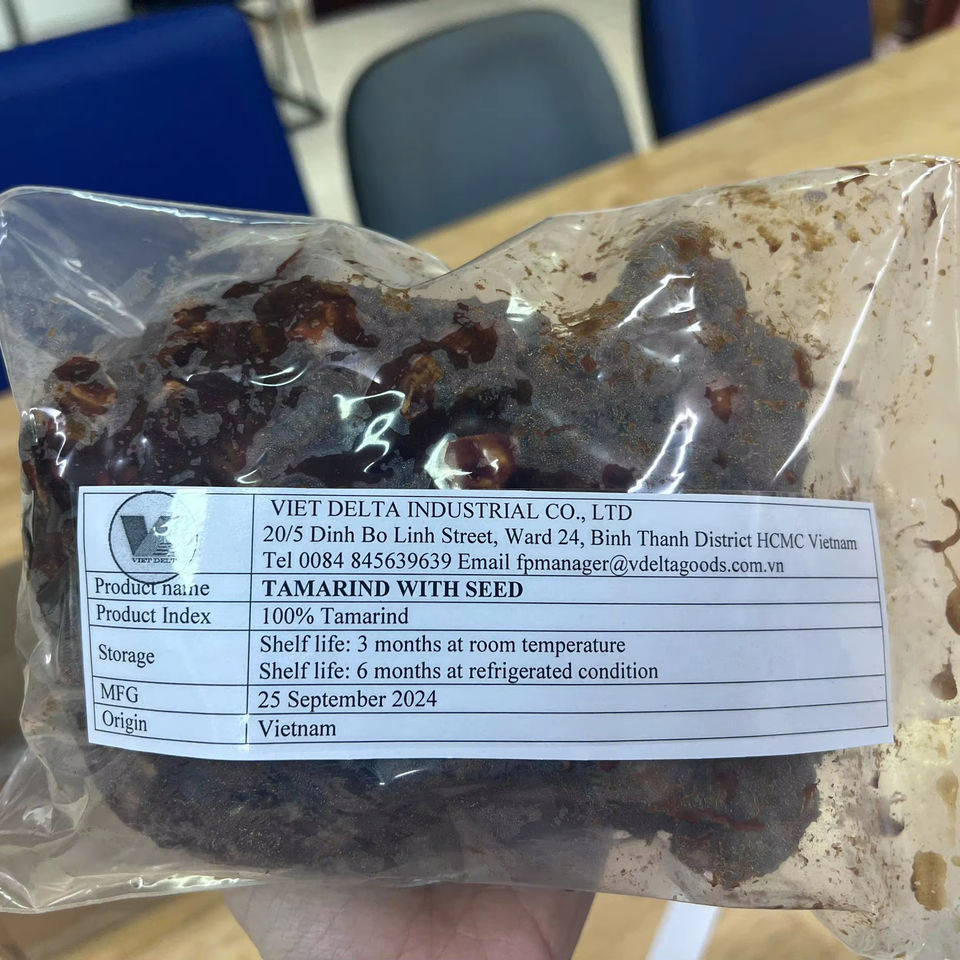 VIET DELTA
VIET DELTA INDUSTRIAL CO., LTD
20/5 Dinh Bo Linh Street, Ward 24, Binh Thanh District HCMC Vietnam
Tel 0084 845639639 Email fpmanager@vdeltagoods.com.vn
Product name TAMARIND WITH SEED
Product Index 100% Tamarind
Storage Shelf life: 3 months at room temperature
Shelf life: 6 months at refrigerated condition
MFG 25 September 2024
Origin Vietnam